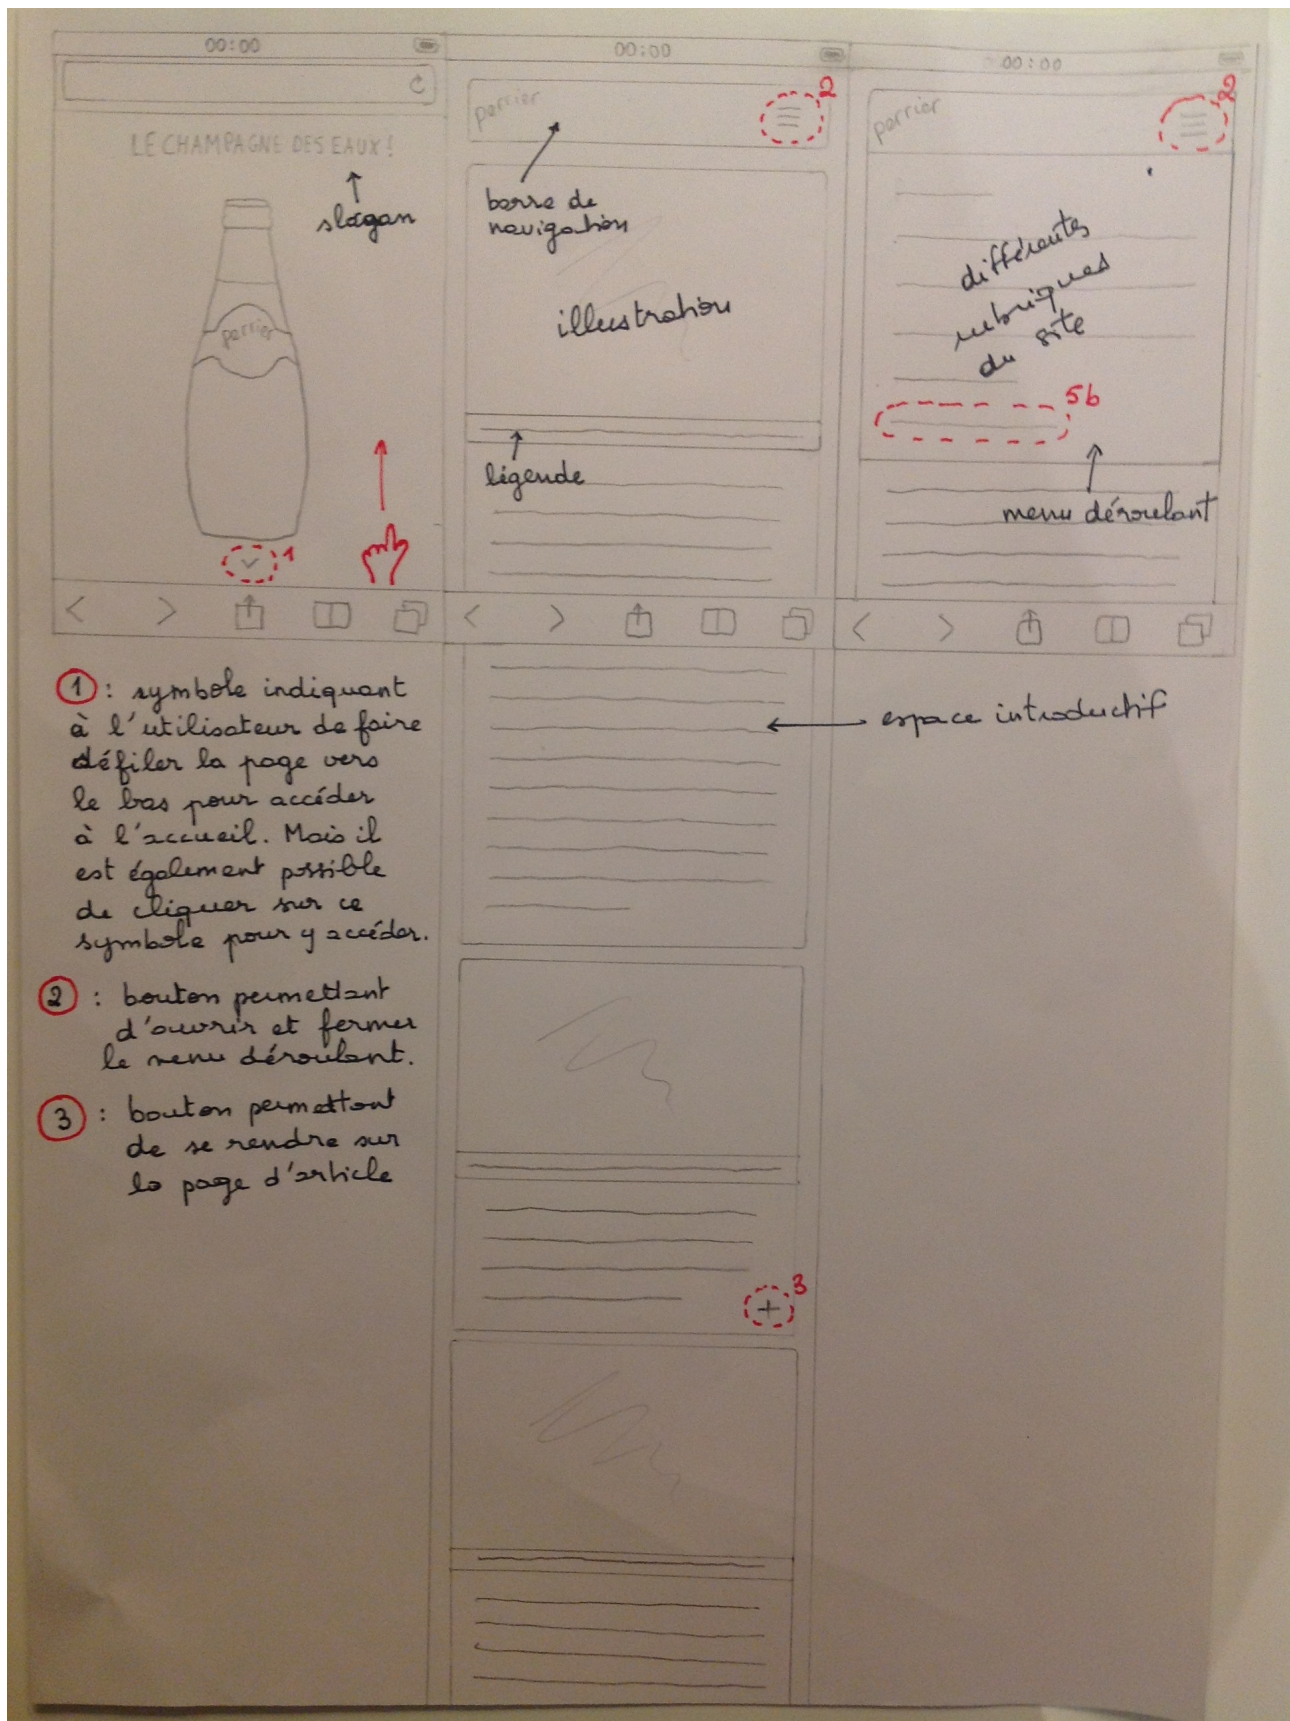 00:00
LE CHAMPAGNE DES EAUX !
slogan
perrier
1
00:00
perrier
2
barre de
navigation
illustration
légende
00:00
perrier
2
différentes
rubriques
du site
5b
menu déroulant
1 : symbole indiquant
à l'utilisateur de faire
défiler la page vers
le bas pour accéder
à l'accueil. Mais il
est également possible
de cliquer sur ce
symbole pour y accéder.
2 : bouton permettant
d'ouvrir et fermer
le menu déroulant.
3 : bouton permettant
de se rendre sur
la page d'article
espace introductif
3